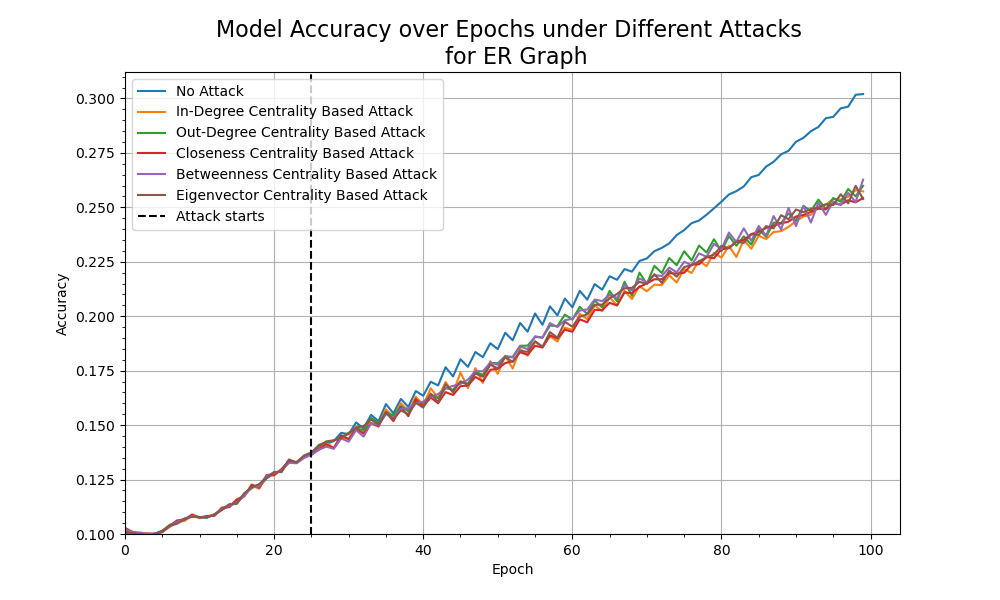 Model Accuracy over Epochs under Different Attacks
for ER Graph
No Attack
In-Degree Centrality Based Attack
Out-Degree Centrality Based Attack
Closeness Centrality Based Attack
Betweenness Centrality Based Attack
Eigenvector Centrality Based Attack
Attack starts
Accuracy
0.300
0.275
0.250
0.225
0.200
0.175
0.150
0.125
0.100
0 20 40 60 80 100
Epoch